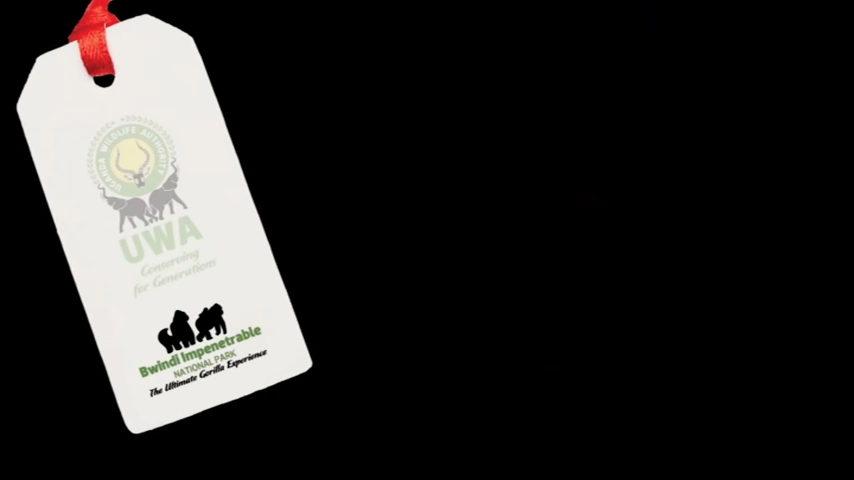 UGANDA WILDLIFE AUTHORITY
UWA
Conserving
for Generations
Bwindi Impenetrable
NATIONAL PARK
The Ultimate Gorilla Experience